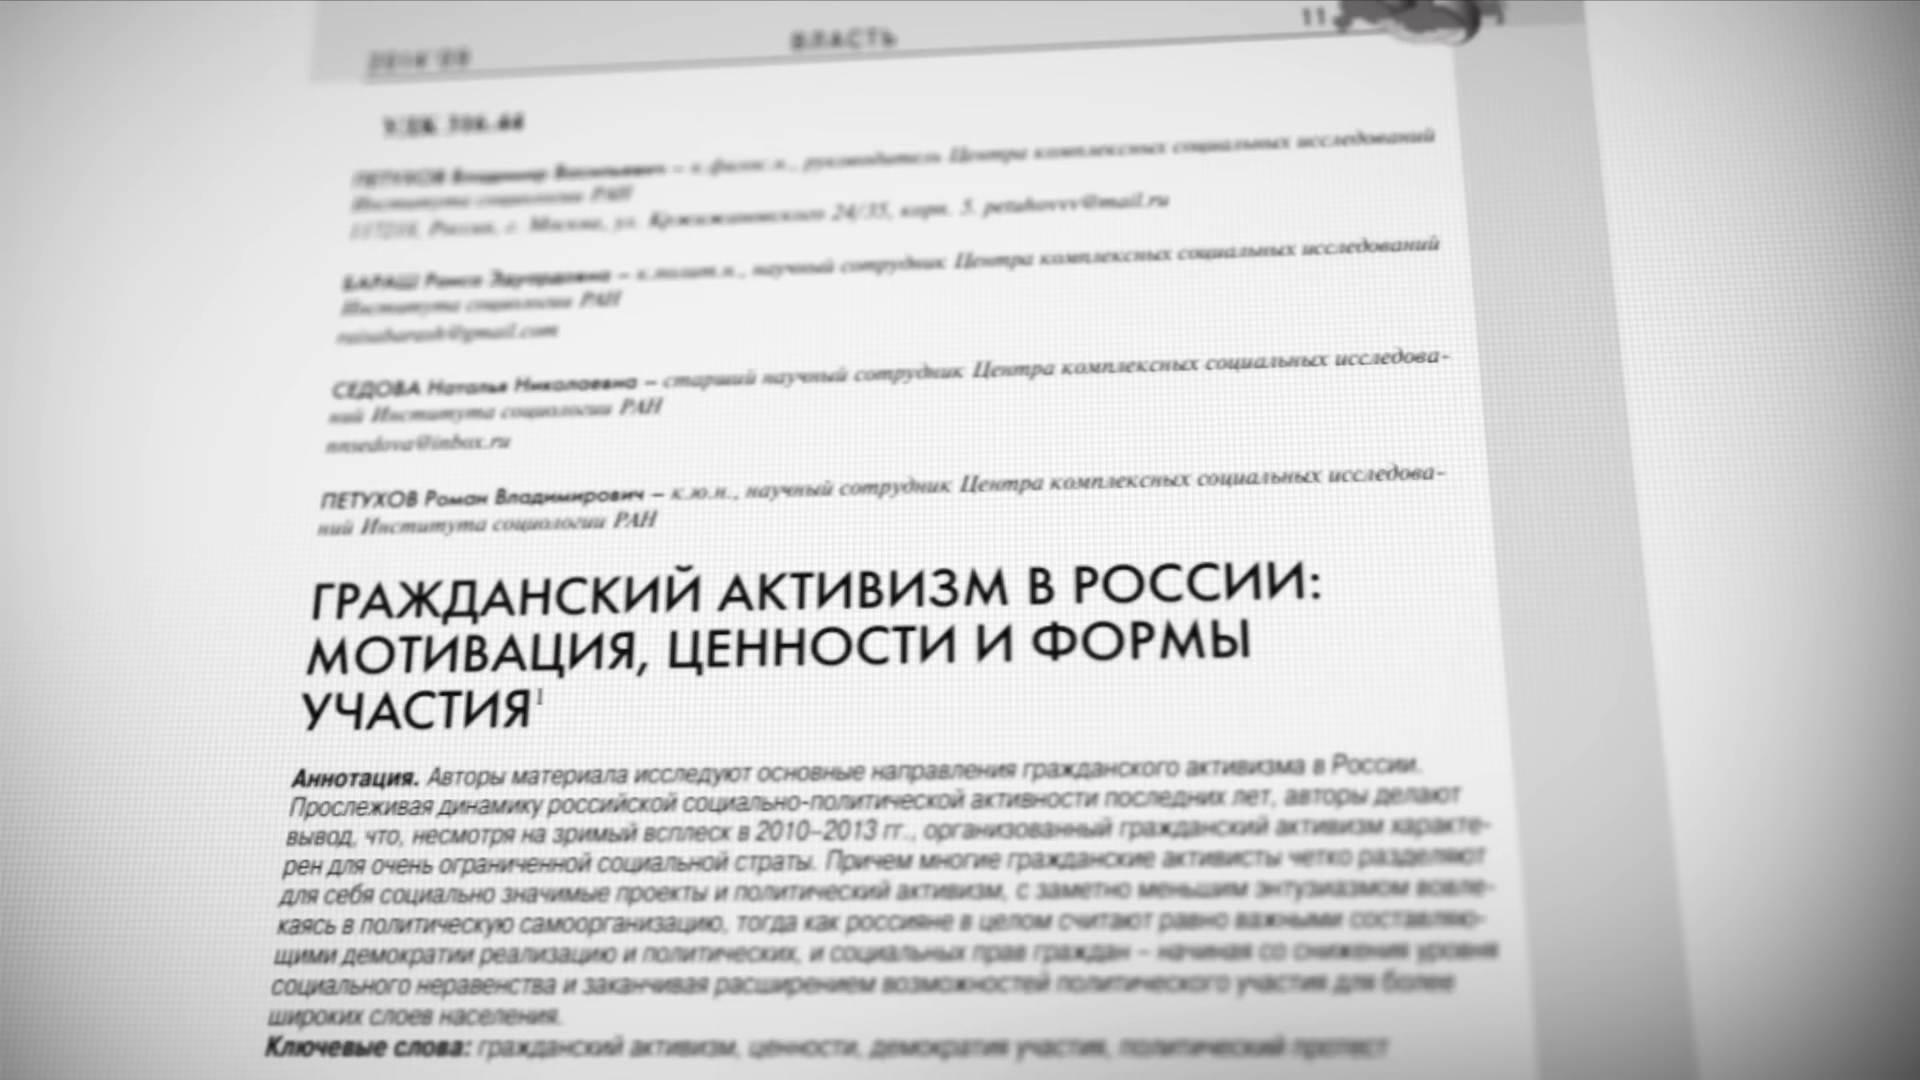 ВЛАСТЬ
11
ПЕТУХОВ Владимир Васильевич – к.филос.н., руководитель Центра комплексных социальных исследований
Института социологии РАН
117218, Россия, г. Москва, ул. Кржижановского 24/35, корп. 5. petuhovvv@mail.ru
БАРАШ Раиса Эдуардовна – к.полит.н., научный сотрудник Центра комплексных социальных исследований
Института социологии РАН
raisabarash@gmail.com
СЕДОВА Наталья Николаевна – старший научный сотрудник Центра комплексных социальных исследова-
ний Института социологии РАН
nnsedova@inbox.ru
ПЕТУХОВ Роман Владимирович – к.ю.н., научный сотрудник Центра комплексных социальных исследова-
ний Института социологии РАН
ГРАЖДАНСКИЙ АКТИВИЗМ В РОССИИ:
МОТИВАЦИЯ, ЦЕННОСТИ И ФОРМЫ
УЧАСТИЯ¹
Аннотация. Авторы материала исследуют основные направления гражданского активизма в России.
Прослеживая динамику российской социально-политической активности последних лет, авторы делают
вывод, что, несмотря на зримый всплеск в 2010–2013 гг., организованный гражданский активизм характе-
рен для очень ограниченной социальной страты. Причем многие гражданские активисты четко разделяют
для себя социально значимые проекты и политический активизм, с заметно меньшим энтузиазмом вовле-
каясь в политическую самоорганизацию, тогда как россияне в целом считают равно важными составляю-
щими демократии реализацию и политических, и социальных прав граждан – начиная со снижения уровня
социального неравенства и заканчивая расширением возможностей политического участия для более
широких слоев населения.
Ключевые слова: гражданский активизм, ценности, демократия участия, политический протест